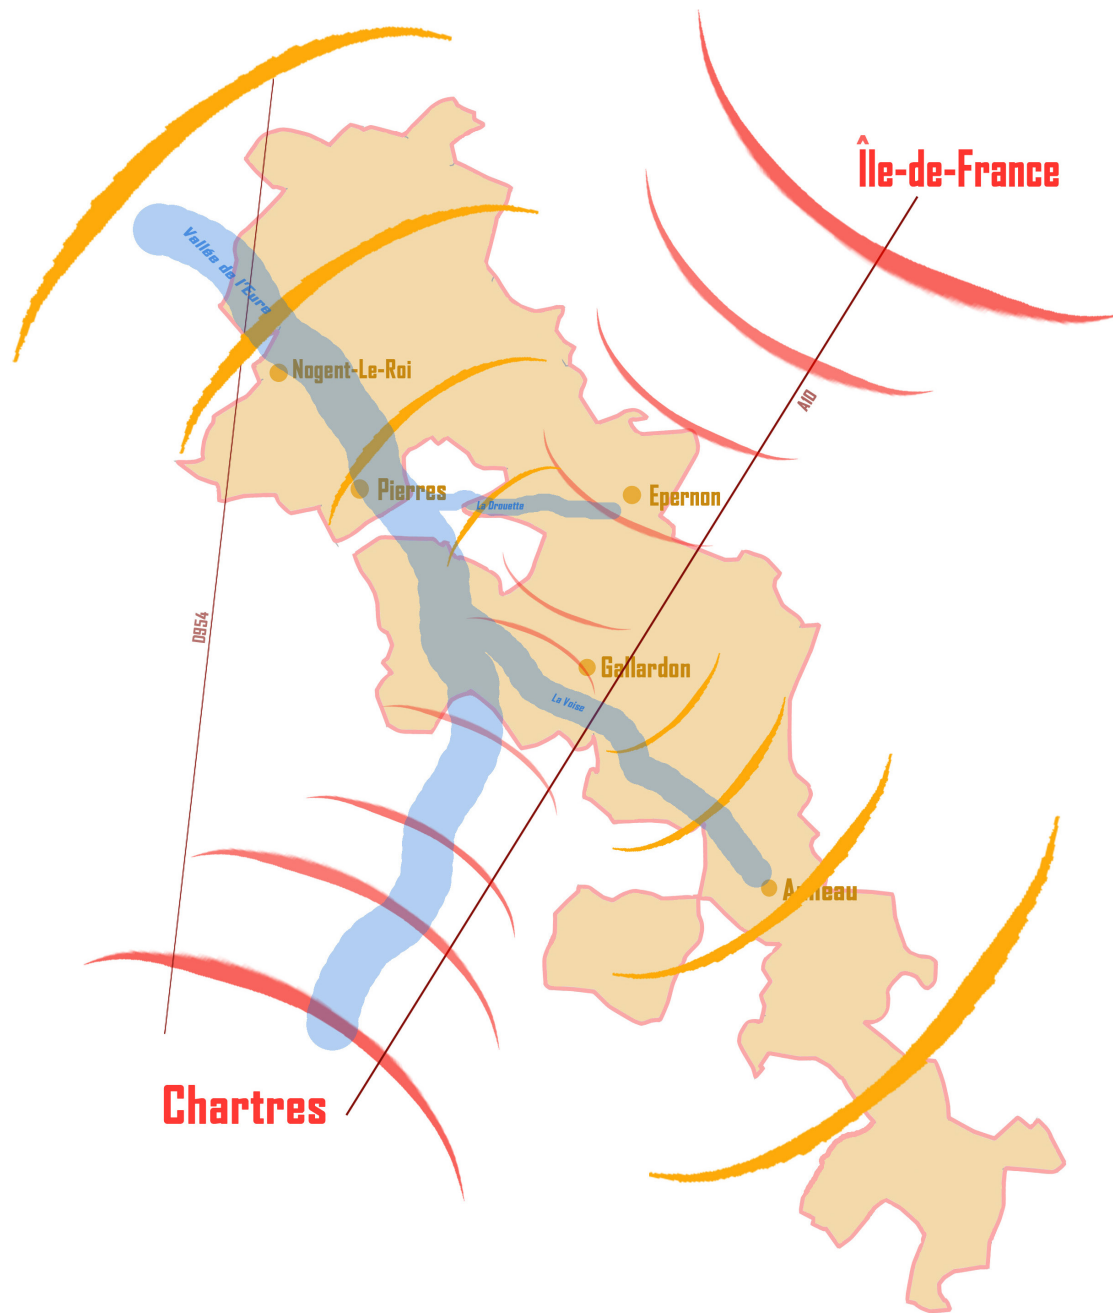 Île-de-France
Vallée de l'Eure
Nogent-Le-Roi
A10
Pierres
Epernon
La Drouette
D954
Gallardon
La Voise
Auneau
Chartres